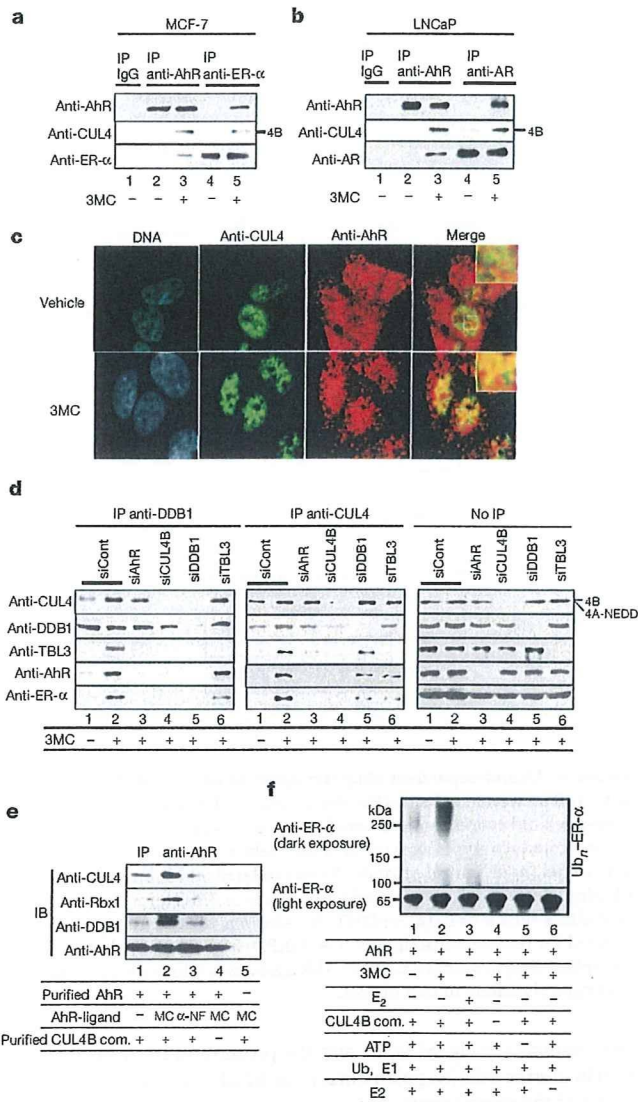 a
MCF-7
IP IgG
IP anti-AhR
IP anti-ER-α
Anti-AhR
Anti-CUL4
4B
Anti-ER-α
1 2 3 4 5
3MC − − + − +
b
LNCaP
IP IgG
IP anti-AhR
IP anti-AR
Anti-AhR
Anti-CUL4
4B
Anti-AR
1 2 3 4 5
3MC − − + − +
c
DNA Anti-CUL4 Anti-AhR Merge
Vehicle
3MC
d
IP anti-DDB1 IP anti-CUL4 No IP
siCont siAhR siCUL4B siDDB1 siTBL3 siCont siAhR siCUL4B siDDB1 siTBL3 siCont siAhR siCUL4B siDDB1 siTBL3
Anti-CUL4
4B
4A-NEDD
Anti-DDB1
Anti-TBL3
Anti-AhR
Anti-ER-α
1 2 3 4 5 6 1 2 3 4 5 6 1 2 3 4 5 6
3MC − + + + + + − + + + + + − + + + + +
e
IP anti-AhR
IB
Anti-CUL4
Anti-Rbx1
Anti-DDB1
Anti-AhR
1 2 3 4 5
Purified AhR + + + + −
AhR-ligand − MC α-NF MC MC
Purified CUL4B com. + + + − +
f
kDa
Anti-ER-α
(dark exposure)
250
150
100
Ubn–ER-α
Anti-ER-α
(light exposure)
65
1 2 3 4 5 6
AhR + + + + + +
3MC − + − + + +
E2 − − + − − −
CUL4B com. + + + − + +
ATP + + + + − +
Ub, E1 + + + + + +
E2 + + + + + −